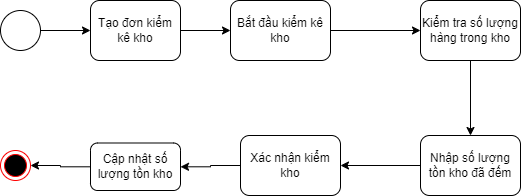 Tạo đơn kiểm
kê kho
Bắt đầu kiểm kê
kho
Kiểm tra số lượng
hàng trong kho
Nhập số lượng
tồn kho đã đếm
Xác nhận kiểm
kho
Cập nhật số
lượng tồn kho